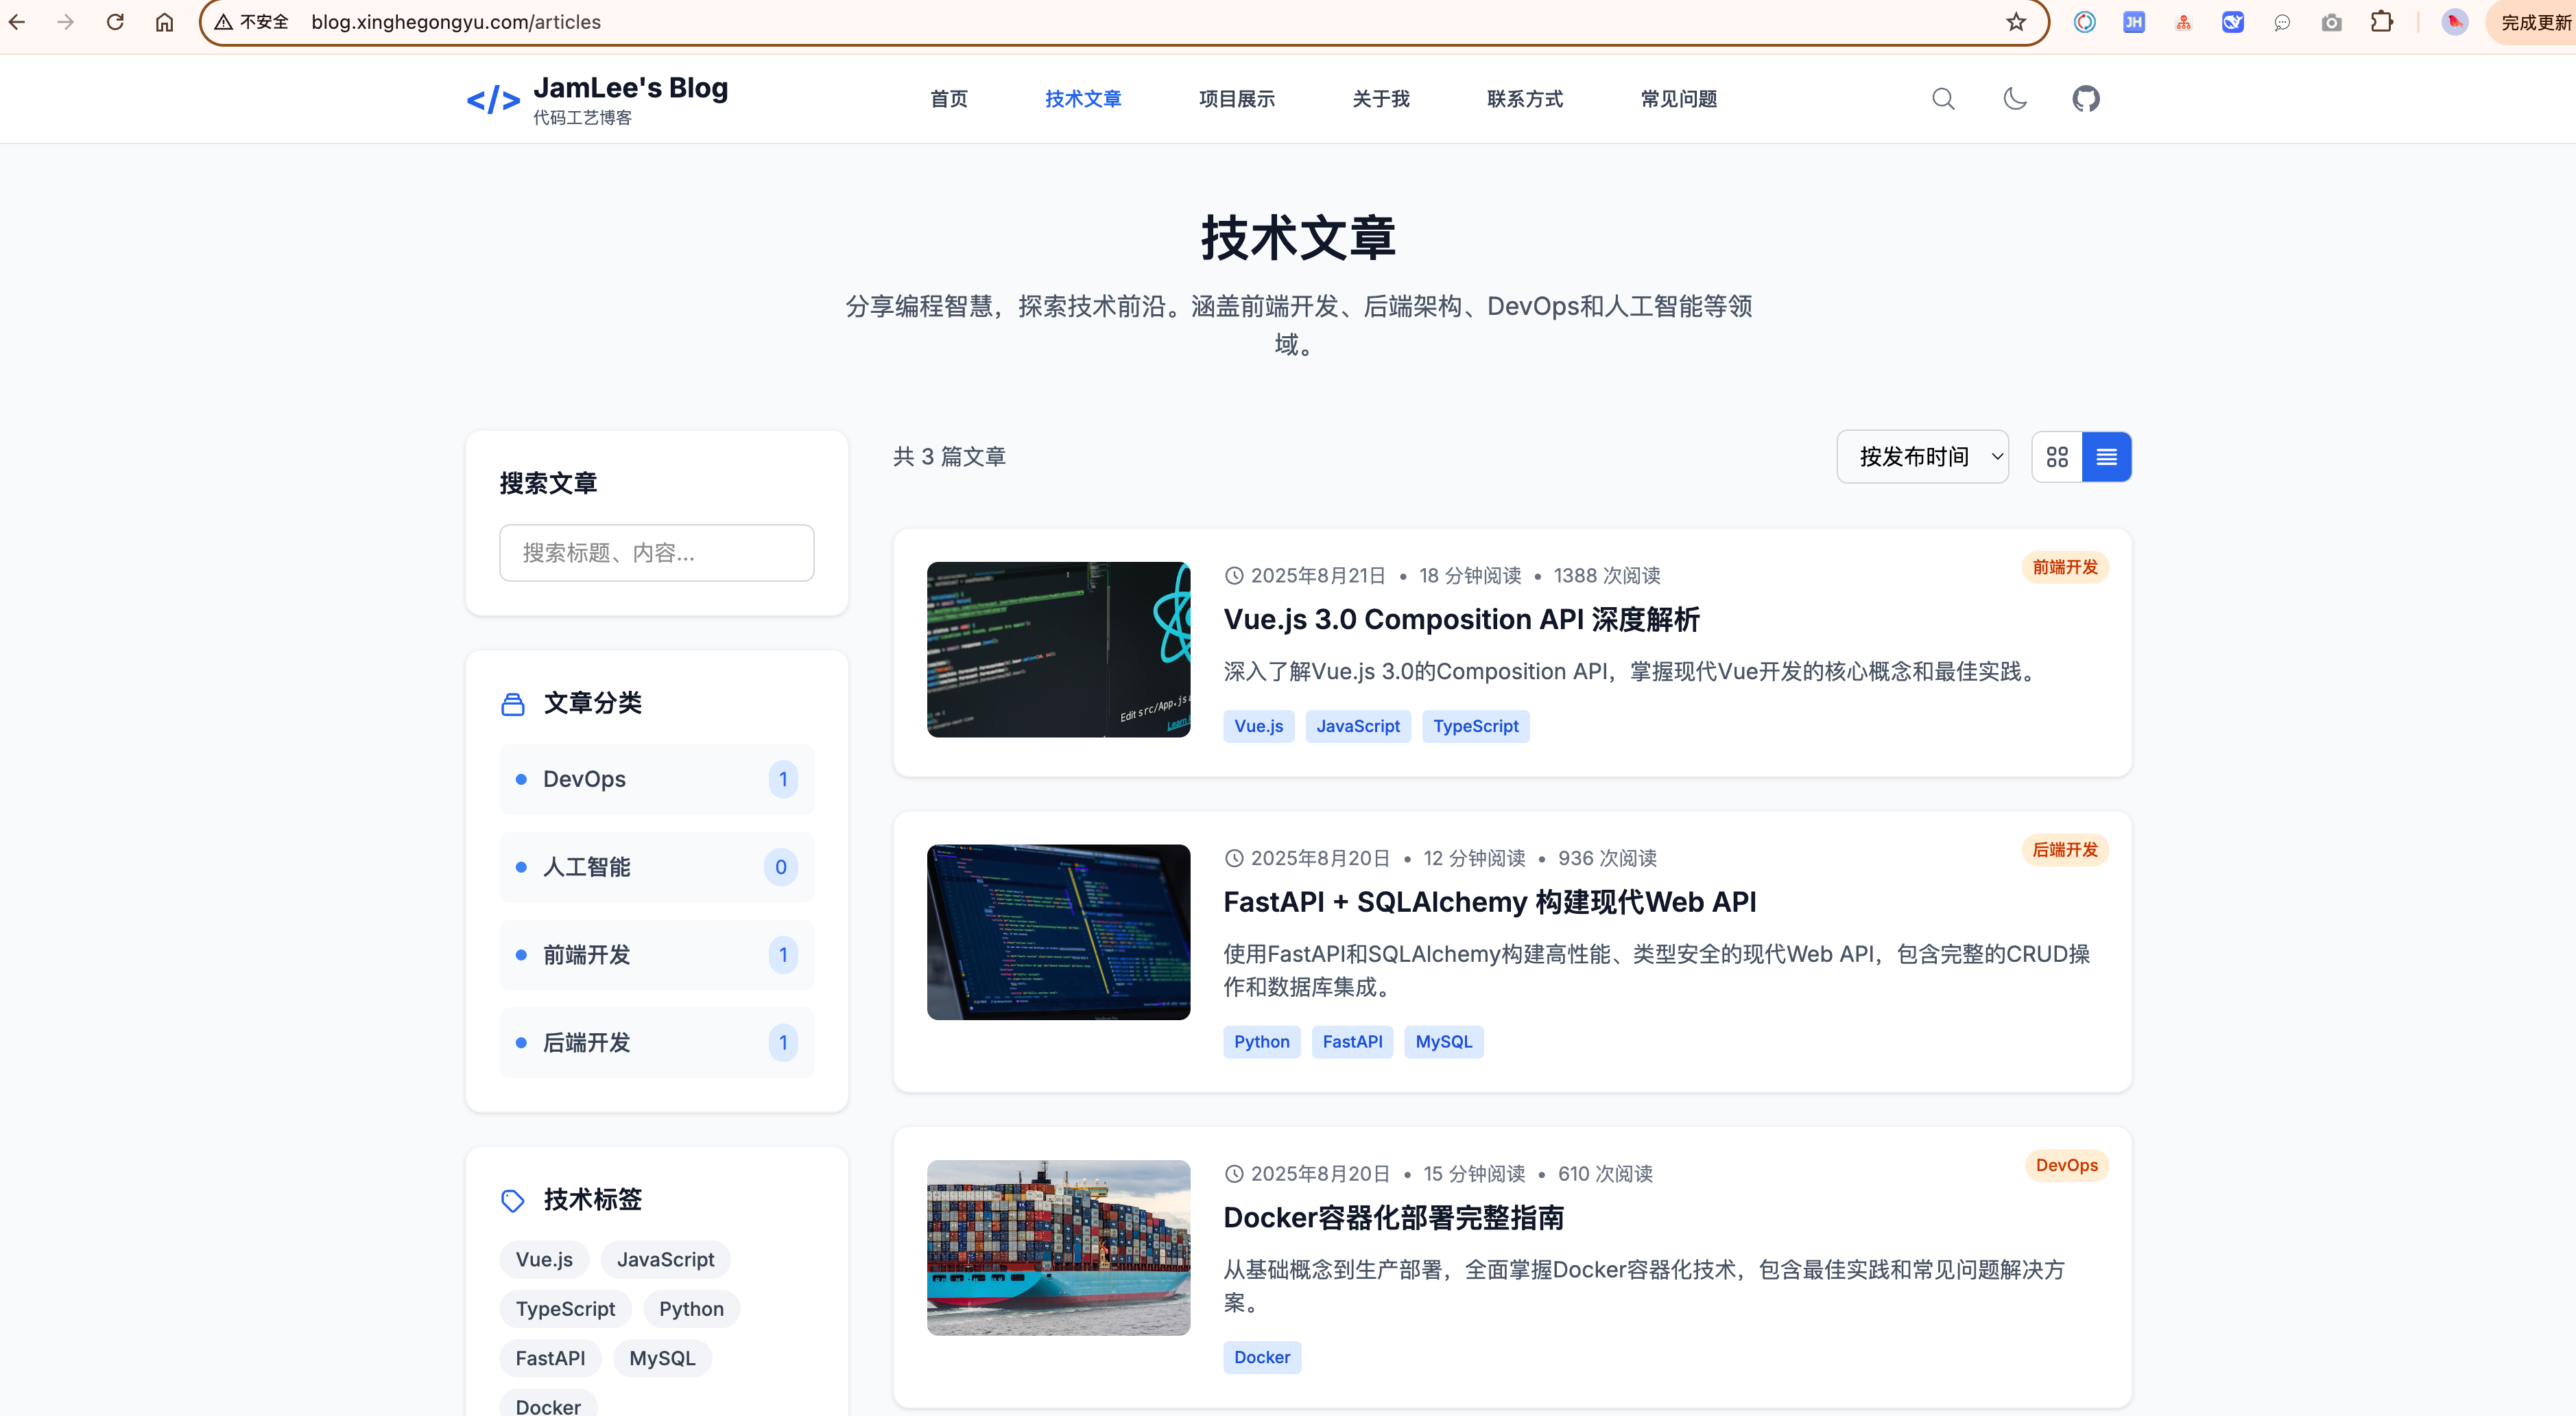 不安全 blog.xinghegongyu.com/articles
JH
完成更新
</>
JamLee's Blog
代码工艺博客
首页
技术文章
项目展示
关于我
联系方式
常见问题
技术文章
分享编程智慧，探索技术前沿。涵盖前端开发、后端架构、DevOps和人工智能等领
域。
搜索文章
搜索标题、内容...
文章分类
DevOps 1
人工智能 0
前端开发 1
后端开发 1
技术标签
Vue.js JavaScript
TypeScript Python
FastAPI MySQL
Docker
共 3 篇文章
按发布时间
2025年8月21日 • 18 分钟阅读 • 1388 次阅读
前端开发
Vue.js 3.0 Composition API 深度解析
深入了解Vue.js 3.0的Composition API，掌握现代Vue开发的核心概念和最佳实践。
Vue.js JavaScript TypeScript
Edit src/App.js
Learn
2025年8月20日 • 12 分钟阅读 • 936 次阅读
后端开发
FastAPI + SQLAlchemy 构建现代Web API
使用FastAPI和SQLAlchemy构建高性能、类型安全的现代Web API，包含完整的CRUD操
作和数据库集成。
Python FastAPI MySQL
2025年8月20日 • 15 分钟阅读 • 610 次阅读
DevOps
Docker容器化部署完整指南
从基础概念到生产部署，全面掌握Docker容器化技术，包含最佳实践和常见问题解决方
案。
Docker